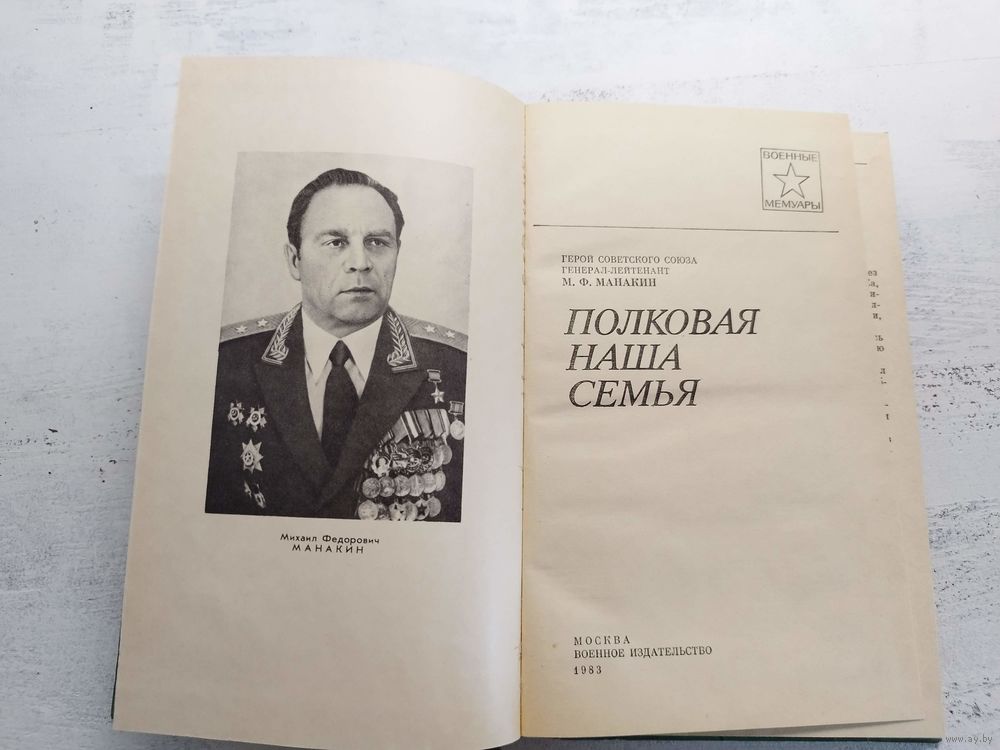 Михаил Федорович
МАНАКИН
ВОЕННЫЕ
МЕМУАРЫ
ГЕРОЙ СОВЕТСКОГО СОЮЗА
ГЕНЕРАЛ-ЛЕЙТЕНАНТ
М. Ф. МАНАКИН
ПОЛКОВАЯ
НАША
СЕМЬЯ
МОСКВА
ВОЕННОЕ ИЗДАТЕЛЬСТВО
1983
www.ay.by